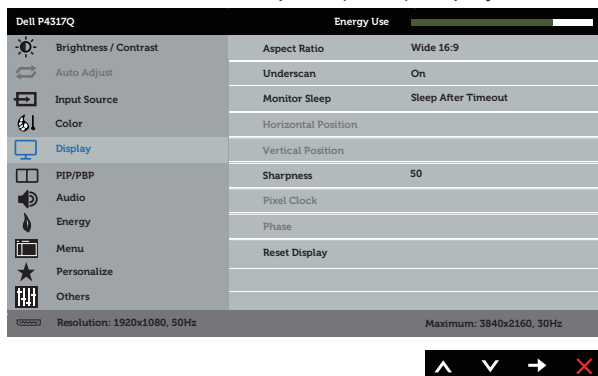 Dell P4317Q Energy Use
Brightness / Contrast Aspect Ratio Wide 16:9
Auto Adjust Underscan On
Input Source Monitor Sleep Sleep After Timeout
Color Horizontal Position
Display Vertical Position
PIP/PBP Sharpness 50
Audio Pixel Clock
Energy Phase
Menu Reset Display
Personalize
Others
Resolution: 1920x1080, 50Hz Maximum: 3840x2160, 30Hz